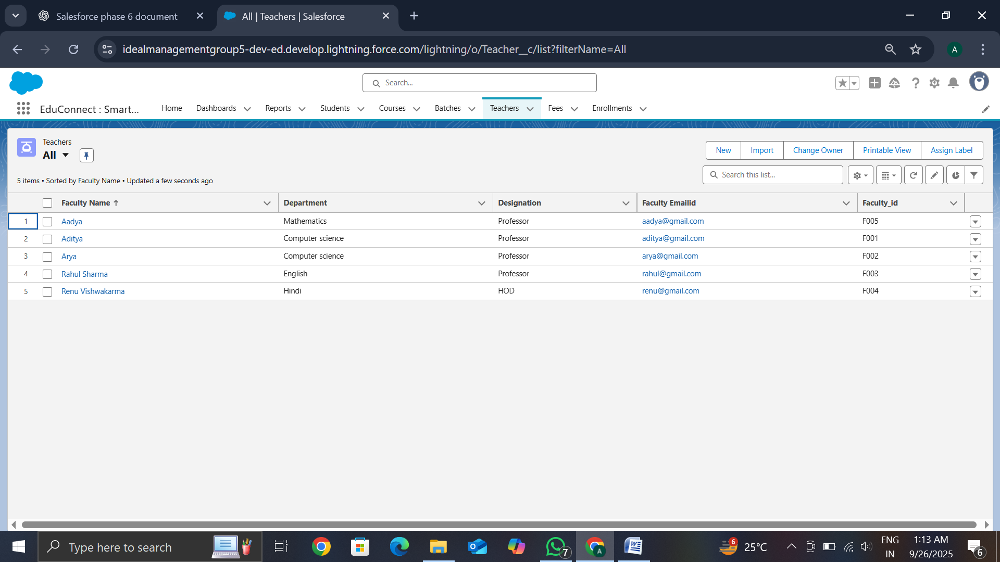 Salesforce phase 6 document
All | Teachers | Salesforce
idealmanagementgroup5-dev-ed.develop.lightning.force.com/lightning/o/Teacher__c/list?filterName=All
A
Search...
EduConnect : Smart...
Home Dashboards Reports Students Courses Batches Teachers Fees Enrollments
Teachers
All
New Import Change Owner Printable View Assign Label
5 items • Sorted by Faculty Name • Updated a few seconds ago
Search this list...
Faculty Name ↑ Department Designation Faculty Emailid Faculty_id
1 Aadya Mathematics Professor aadya@gmail.com F005
2 Aditya Computer science Professor aditya@gmail.com F001
3 Arya Computer science Professor arya@gmail.com F002
4 Rahul Sharma English Professor rahul@gmail.com F003
5 Renu Vishwakarma Hindi HOD renu@gmail.com F004
Type here to search
7
A
6
25°C
ENG
IN
1:13 AM
9/26/2025
6